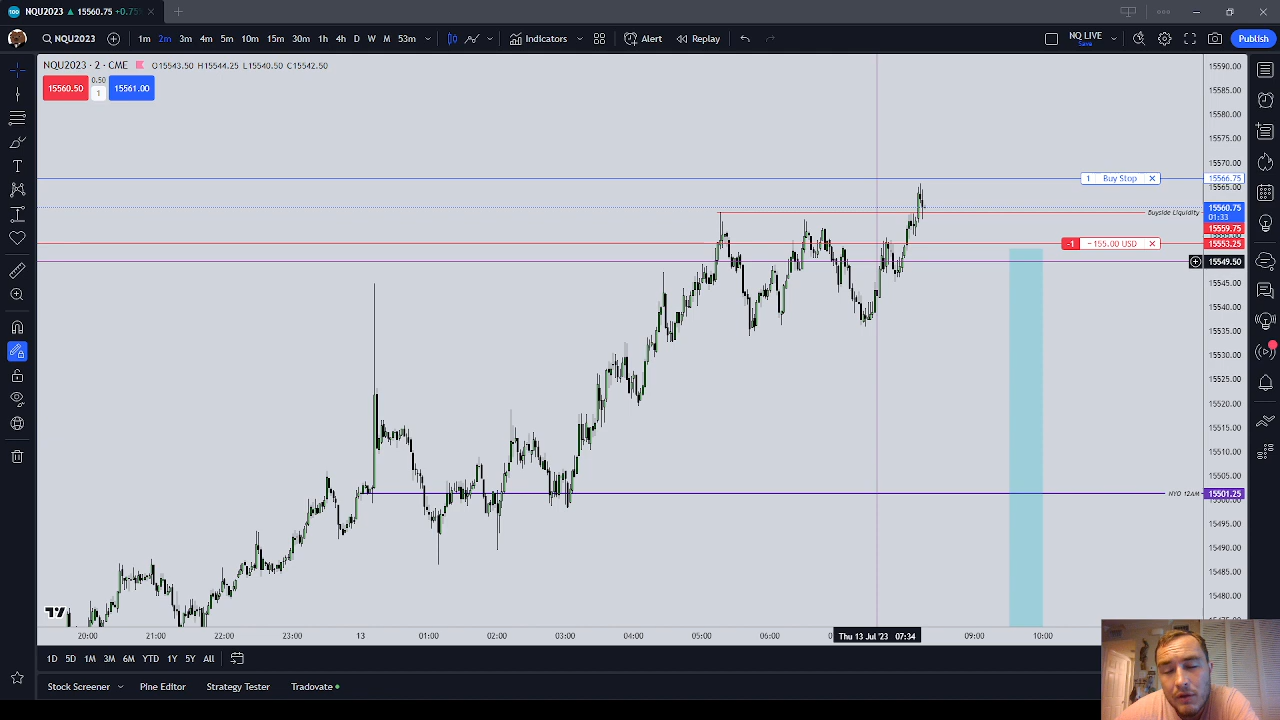 NQU2023 ▲ 15560.75 +0.75
NQU2023 1m 2m 3m 4m 5m 10m 15m 30m 1h 4h D W M 53m Indicators Alert Replay NQ LIVE Save Publish
NQU2023 · 2 · CME O15543.50 H15544.25 L15540.50 C15542.50
15560.50 0.50 1 15561.00
15590.00
15585.00
15580.00
15575.00
15570.00
1 Buy Stop 15566.75
15565.00
15560.75
01:33
Buyside Liquidity
15559.75
-1 −155.00 USD 15553.25
15549.50
15545.00
15540.00
15535.00
15530.00
15525.00
15520.00
15515.00
15510.00
15505.00
NYO 12AM 15501.25
15495.00
15490.00
15485.00
15480.00
20:00 21:00 22:00 23:00 13 01:00 02:00 03:00 04:00 05:00 06:00 Thu 13 Jul '23 07:34 09:00 10:00
1D 5D 1M 3M 6M YTD 1Y 5Y All
Stock Screener Pine Editor Strategy Tester Tradovate